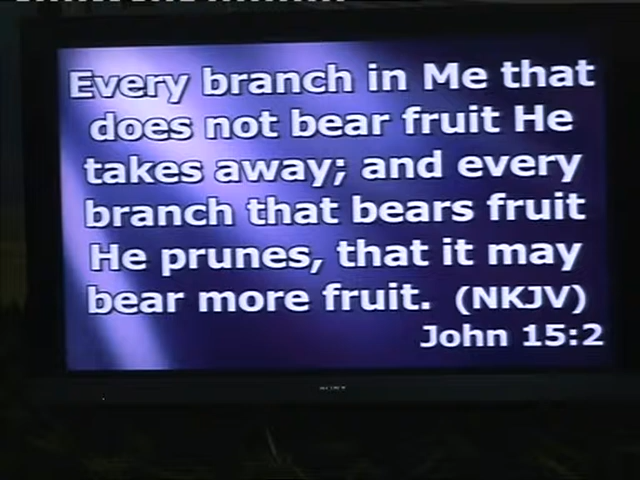 Every branch in Me that
does not bear fruit He
takes away; and every
branch that bears fruit
He prunes, that it may
bear more fruit. (NKJV)
John 15:2
SONY